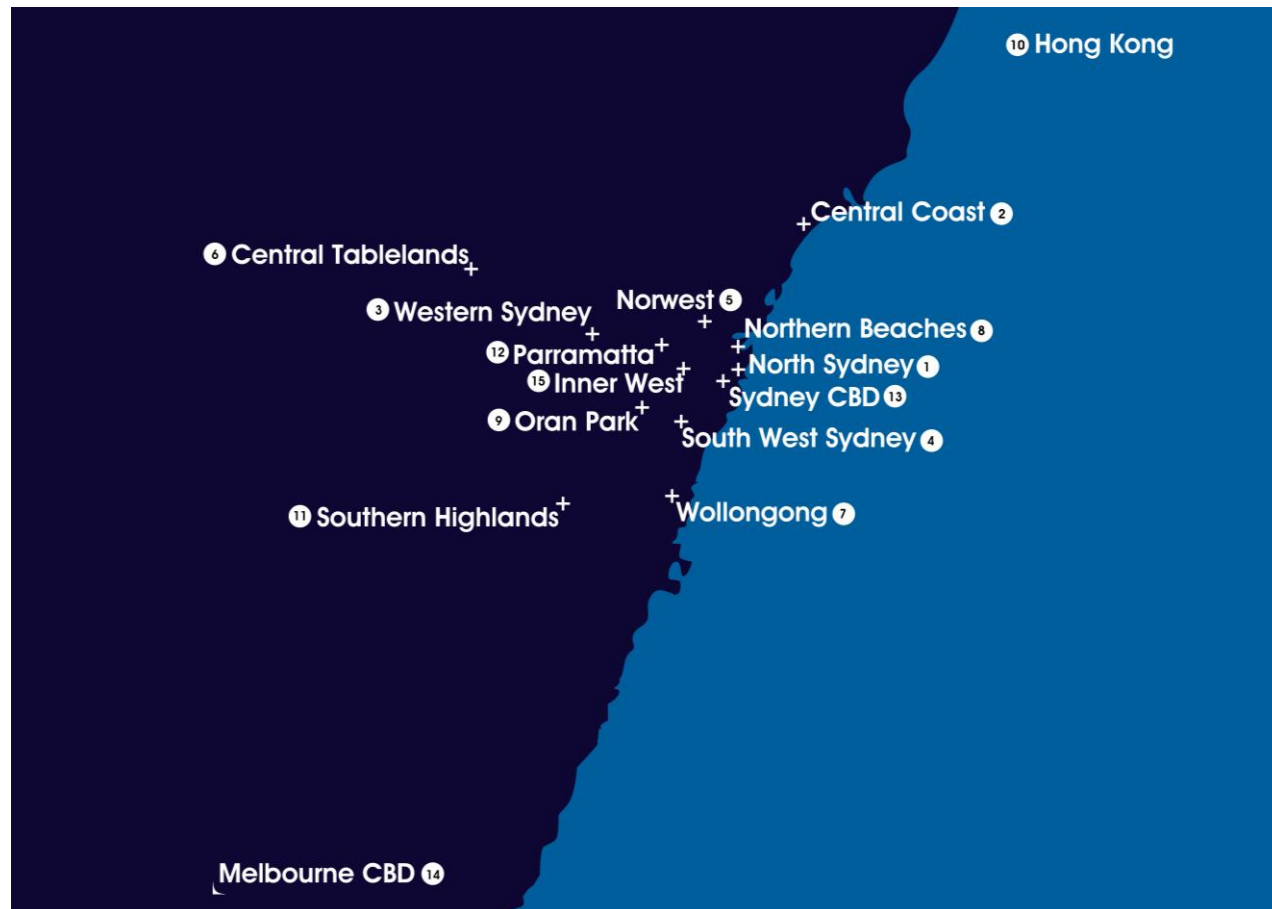 10 Hong Kong
Central Coast 2
6 Central Tablelands
Norwest 5
3 Western Sydney
Northern Beaches 8
12 Parramatta
North Sydney 1
15 Inner West
Sydney CBD 13
9 Oran Park
South West Sydney 4
Wollongong 7
11 Southern Highlands
Melbourne CBD 14